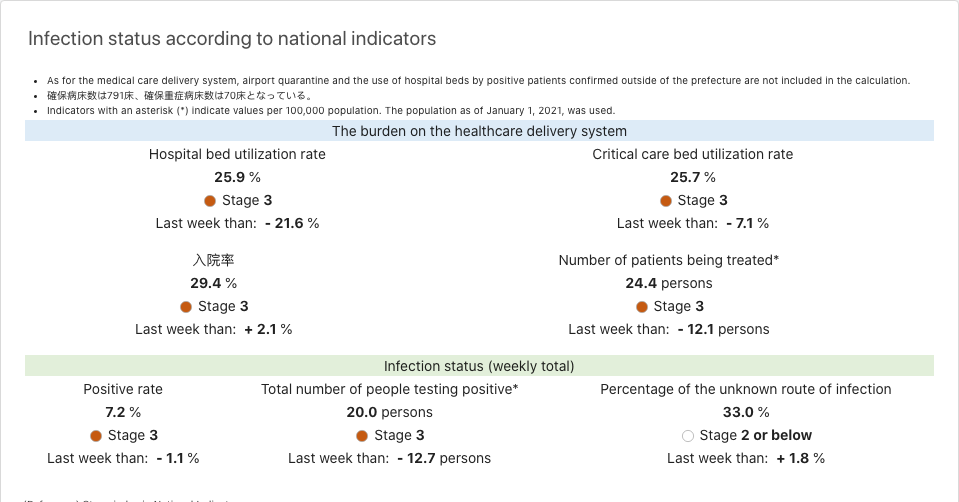 Infection status according to national indicators
• As for the medical care delivery system, airport quarantine and the use of hospital beds by positive patients confirmed outside of the prefecture are not included in the calculation.
• 確保病床数は791床、確保重症病床数は70床となっている。
• Indicators with an asterisk (*) indicate values per 100,000 population. The population as of January 1, 2021, was used.
The burden on the healthcare delivery system
Hospital bed utilization rate
25.9 %
Stage 3
Last week than: - 21.6 %
Critical care bed utilization rate
25.7 %
Stage 3
Last week than: - 7.1 %
入院率
29.4 %
Stage 3
Last week than: + 2.1 %
Number of patients being treated*
24.4 persons
Stage 3
Last week than: - 12.1 persons
Infection status (weekly total)
Positive rate
7.2 %
Stage 3
Last week than: - 1.1 %
Total number of people testing positive*
20.0 persons
Stage 3
Last week than: - 12.7 persons
Percentage of the unknown route of infection
33.0 %
Stage 2 or below
Last week than: + 1.8 %